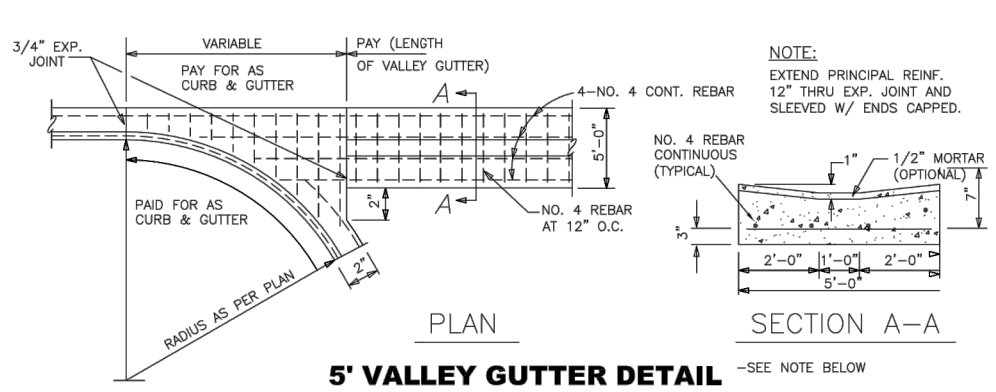 3/4" EXP.
JOINT
VARIABLE
PAY FOR AS
CURB & GUTTER
PAY (LENGTH
OF VALLEY GUTTER)
A
4-NO. 4 CONT. REBAR
5'-0"
2"
A
NO. 4 REBAR
AT 12" O.C.
PAID FOR AS
CURB & GUTTER
2"
RADIUS AS PER PLAN
PLAN
NOTE:
EXTEND PRINCIPAL REINF.
12" THRU EXP. JOINT AND
SLEEVED W/ ENDS CAPPED.
NO. 4 REBAR
CONTINUOUS
(TYPICAL)
1"
1/2" MORTAR
(OPTIONAL)
7"
3"
2'-0"
1'-0"
2'-0"
5'-0"
SECTION A-A
-SEE NOTE BELOW
5' VALLEY GUTTER DETAIL